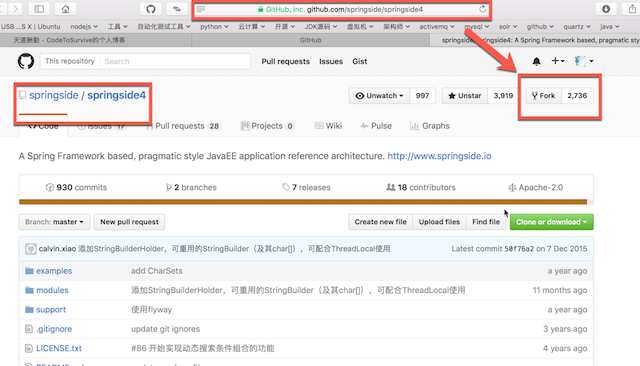 GitHub, Inc. github.com/springside/springside4
OS X | Ubuntu nodejs 工具 自动化测试工具 python 云计算 开发 JDK源码 虚拟机 架构师 activemq mysql solr github quartz java
天道酬勤 - CodeToSurvive的个人博客 GitHub springside/springside4: A Spring Framework based, pragmatic style
This repository Search Pull requests Issues Gist
springside / springside4 Unwatch 997 Unstar 3,919 Fork 2,736
Code Issues 17 Pull requests 28 Projects 0 Wiki Pulse Graphs
A Spring Framework based, pragmatic style JavaEE application reference architecture. http://www.springside.io
930 commits 2 branches 7 releases 18 contributors Apache-2.0
Branch: master New pull request Create new file Upload files Find file Clone or download
calvin.xiao 添加StringBuilderHolder，可重用的StringBuilder（及其char[]），可配合ThreadLocal使用 Latest commit 50f76a2 on 7 Dec 2015
examples add CharSets a year ago
modules 添加StringBuilderHolder，可重用的StringBuilder（及其char[]），可配合ThreadLocal使用 11 months ago
support 使用flyway a year ago
.gitignore update git ignores 3 years ago
LICENSE.txt #86 开始实现动态搜索条件组合的功能 4 years ago